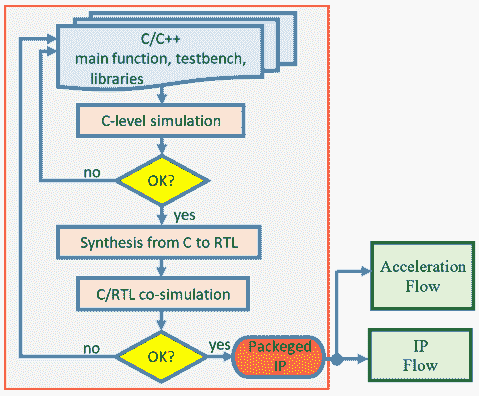 C/C++
main function, testbench,
libraries
C-level simulation
no
OK?
yes
Synthesis from C to RTL
C/RTL co-simulation
no
OK?
yes
Packeged
IP
Acceleration
Flow
IP
Flow